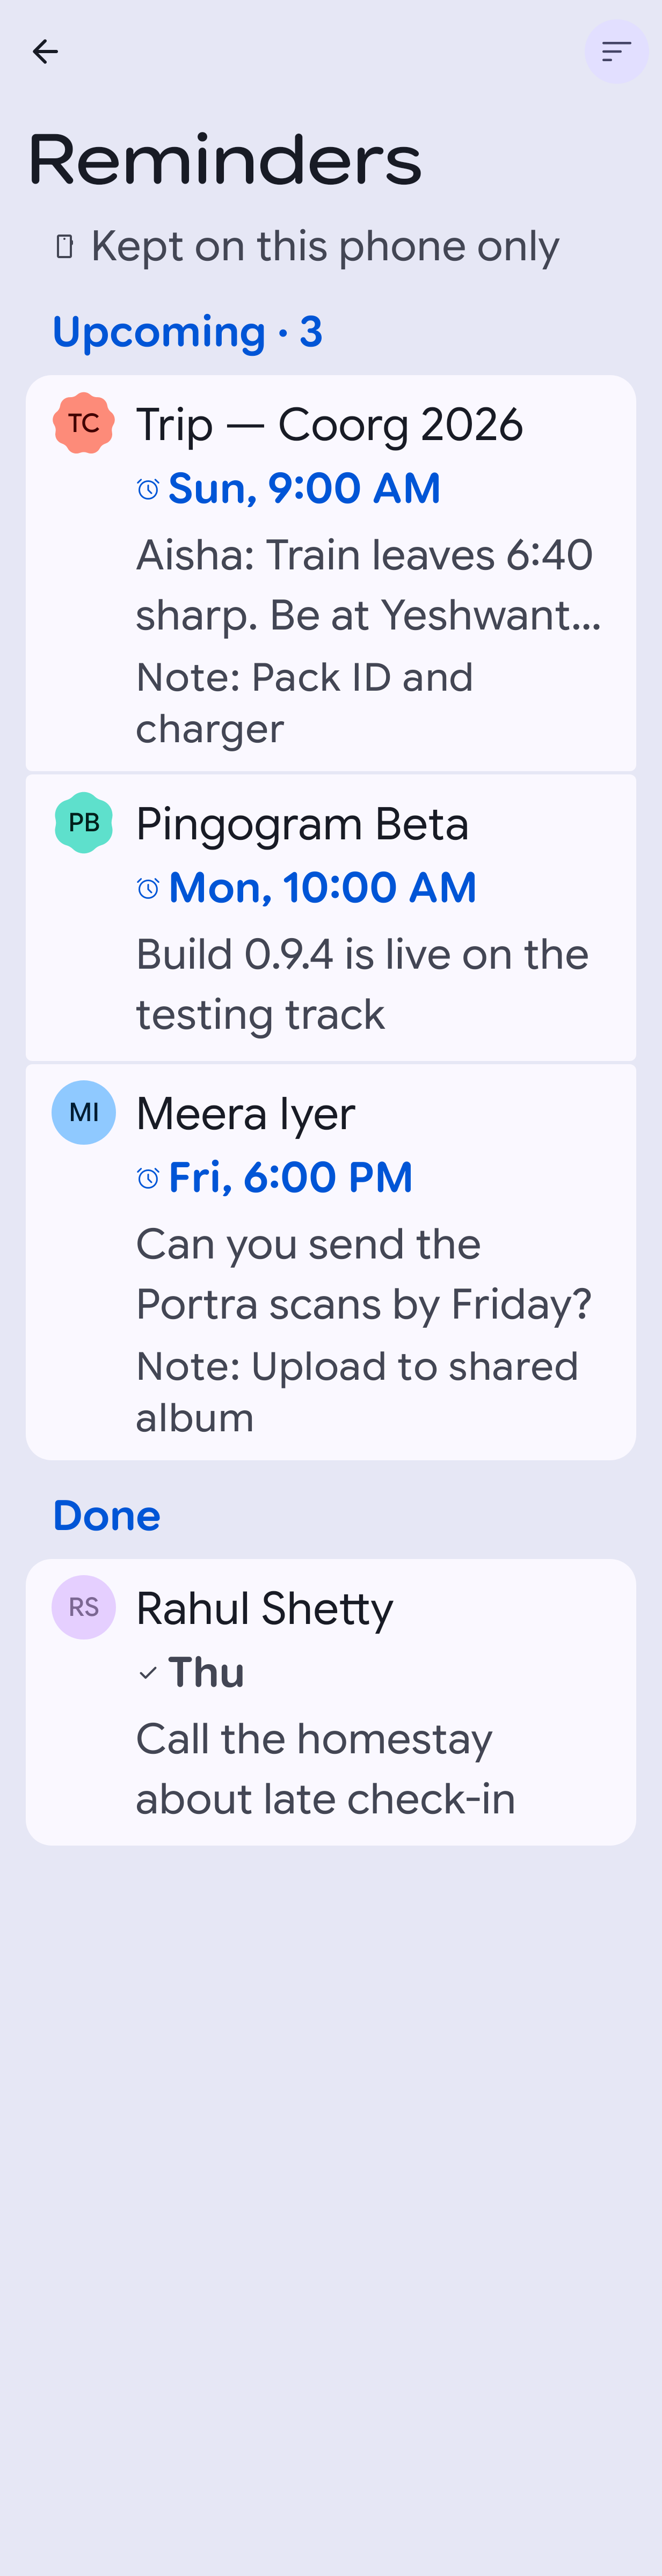 Reminders
Kept on this phone only
Upcoming · 3
TC
Trip — Coorg 2026
Sun, 9:00 AM
Aisha: Train leaves 6:40
sharp. Be at Yeshwant...
Note: Pack ID and
charger
PB
Pingogram Beta
Mon, 10:00 AM
Build 0.9.4 is live on the
testing track
MI
Meera Iyer
Fri, 6:00 PM
Can you send the
Portra scans by Friday?
Note: Upload to shared
album
Done
RS
Rahul Shetty
Thu
Call the homestay
about late check-in